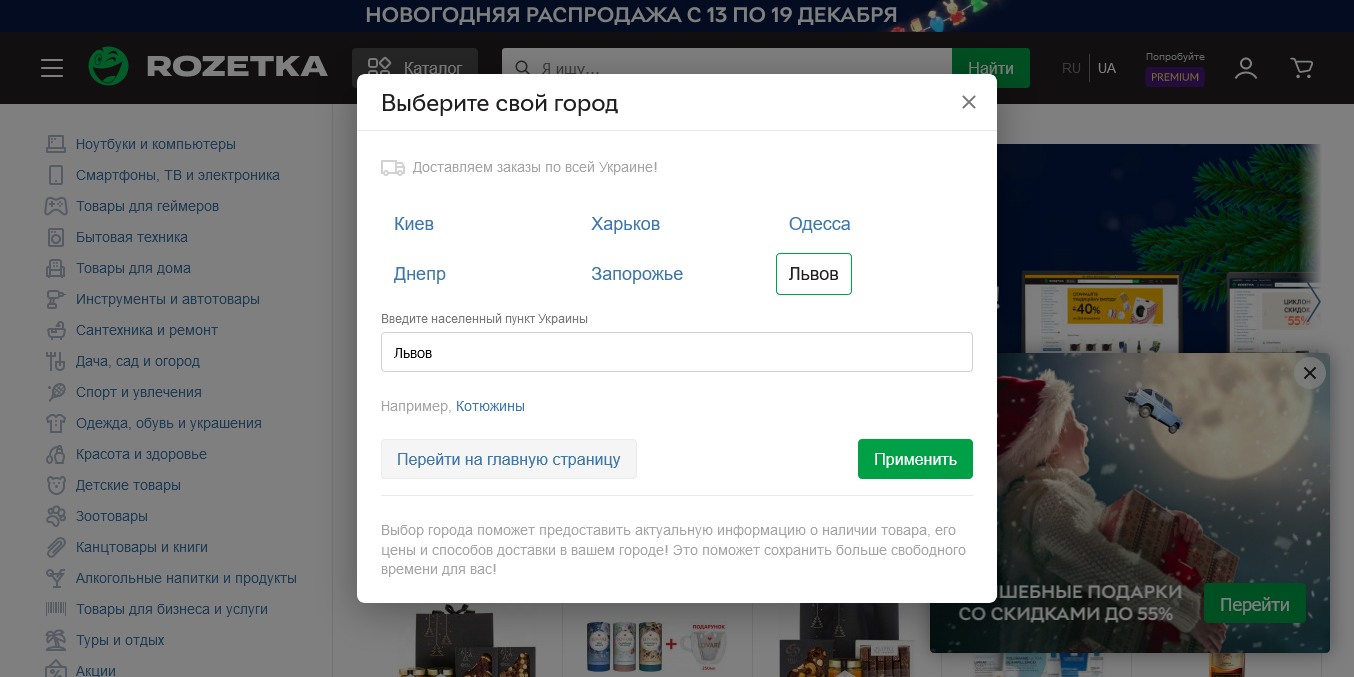 НОВОГОДНЯЯ РАСПРОДАЖА С 13 ПО 19 ДЕКАБРЯ
ROZETKA
Каталог
Я ищу...
Найти
RU
UA
Попробуйте
PREMIUM
Выберите свой город
Доставляем заказы по всей Украине!
Киев
Харьков
Одесса
Днепр
Запорожье
Львов
Введите населенный пункт Украины
Львов
Например, Котюжины
Перейти на главную страницу
Применить
Выбор города поможет предоставить актуальную информацию о наличии товара, его
цены и способов доставки в вашем городе! Это поможет сохранить больше свободного
времени для вас!
Ноутбуки и компьютеры
Смартфоны, ТВ и электроника
Товары для геймеров
Бытовая техника
Товары для дома
Инструменты и автотовары
Сантехника и ремонт
Дача, сад и огород
Спорт и увлечения
Одежда, обувь и украшения
Красота и здоровье
Детские товары
Зоотовары
Канцтовары и книги
Алкогольные напитки и продукты
Товары для бизнеса и услуги
Туры и отдых
Акции
-40%
ЦИКЛОН
СКИДОК
55%
ШЕБНЫЕ ПОДАРКИ
СО СКИДКАМИ ДО 55%
Перейти
+
ПОДАРУНОК